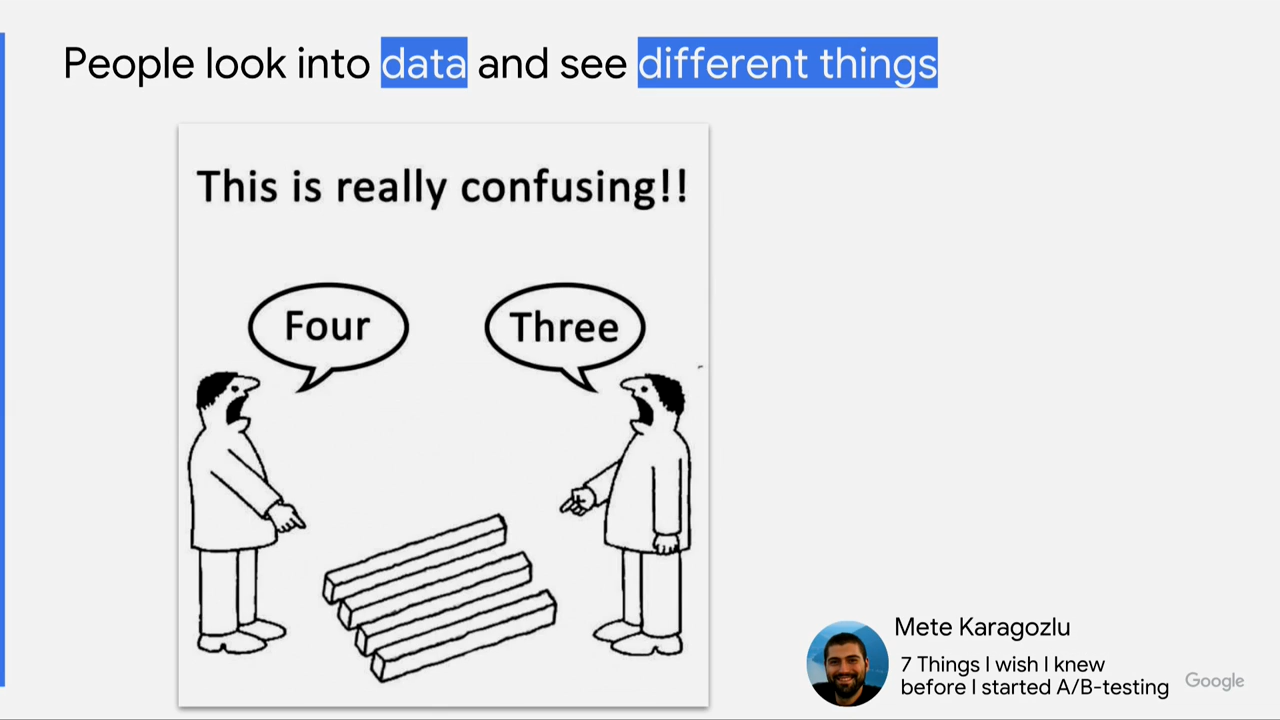 People look into data and see different things
This is really confusing!!
Four
Three
Mete Karagozlu
7 Things I wish I knew
before I started A/B-testing
Google